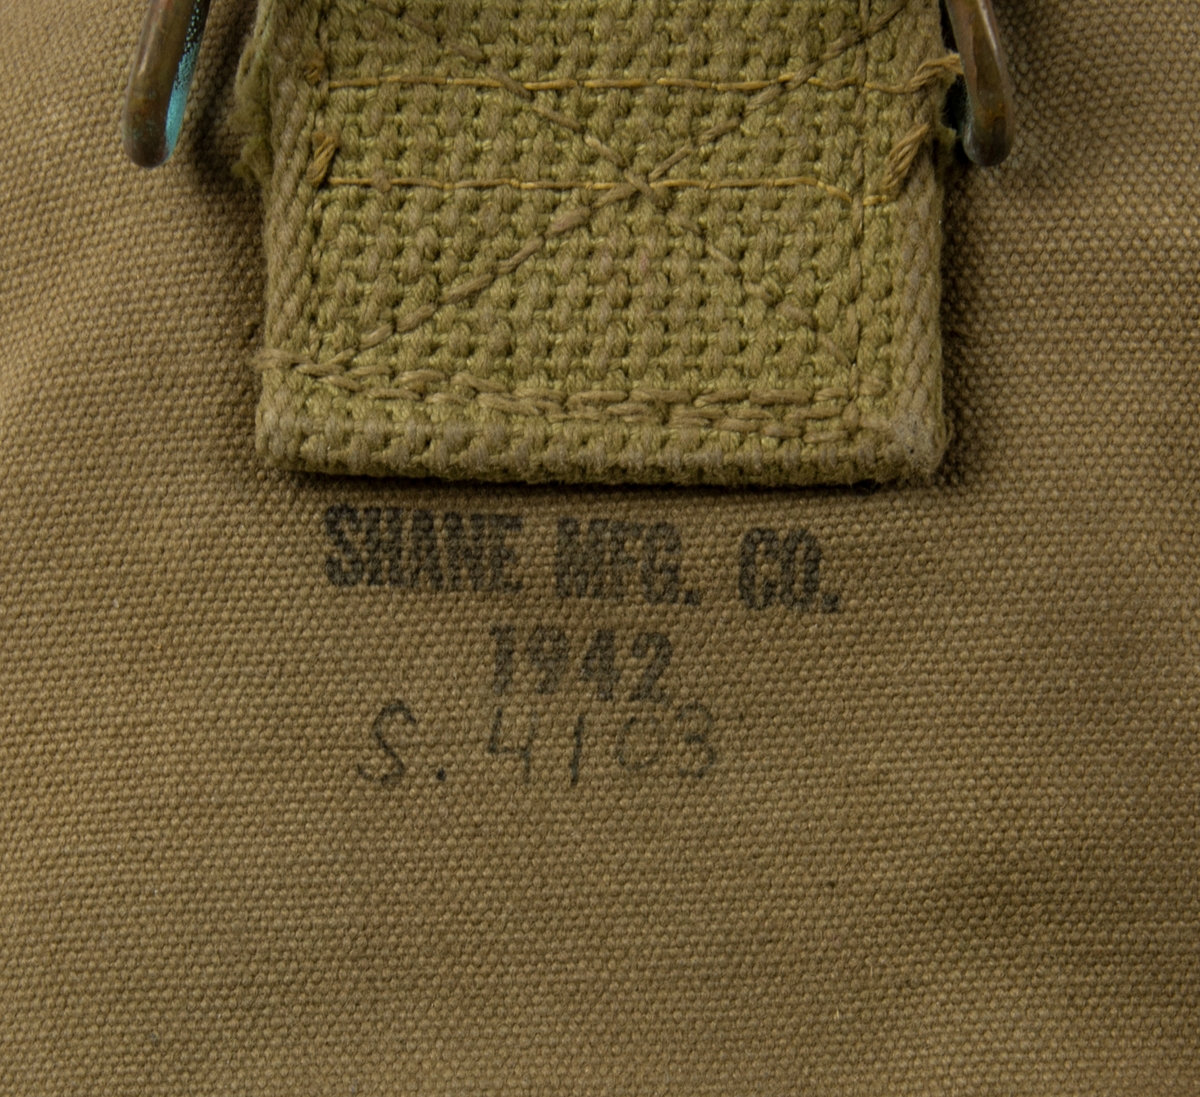 SHANE MFG. CO.
1942
S. 4103